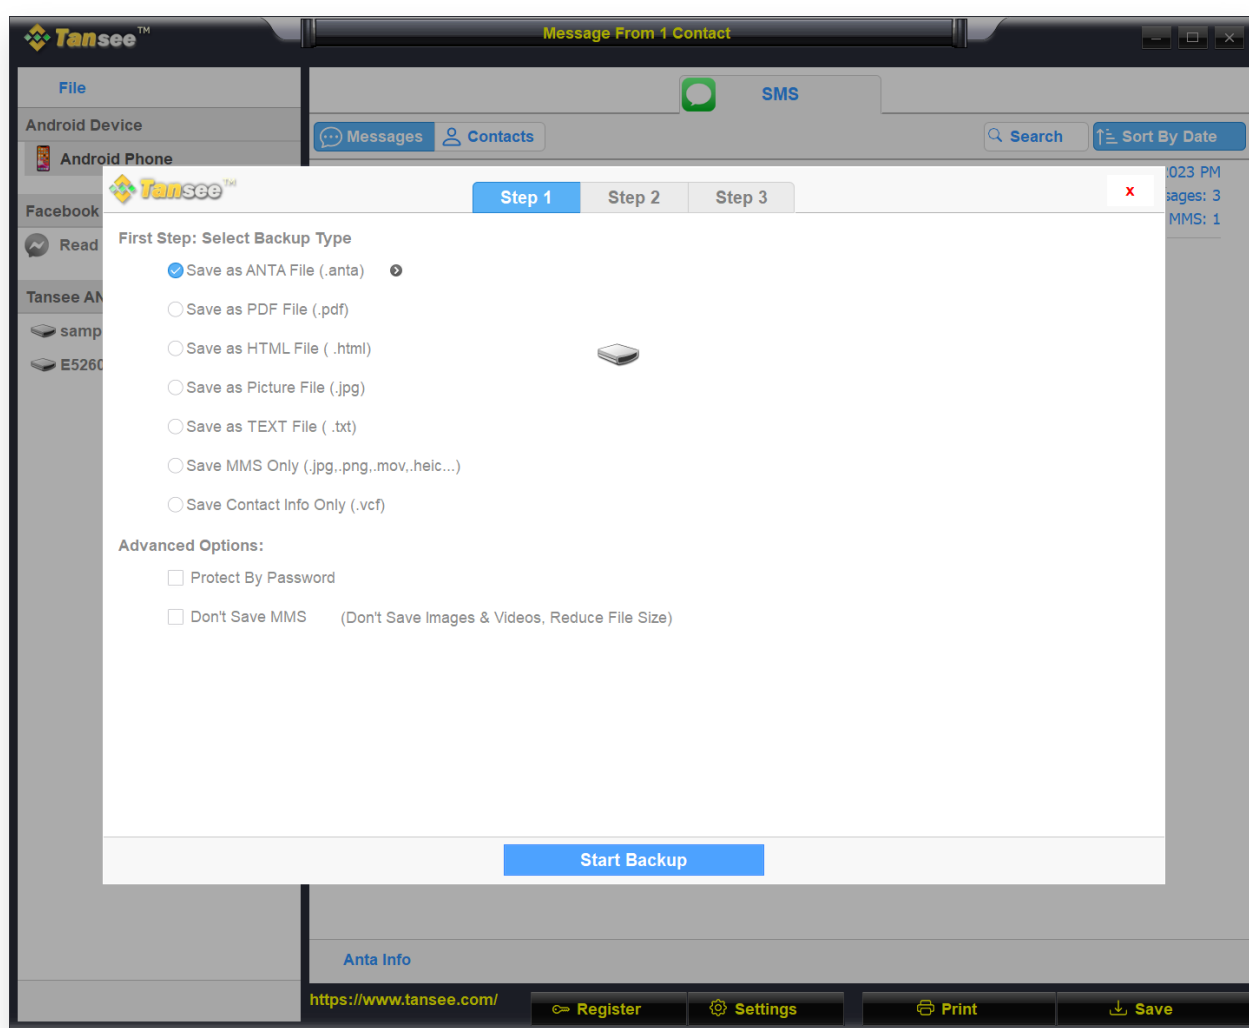 Tansee™
Message From 1 Contact
File
SMS
Android Device
Messages
Contacts
Search
Sort By Date
Android Phone
:023 PM
Tansee™
Step 1
Step 2
Step 3
x
sages: 3
Facebook
MMS: 1
First Step: Select Backup Type
Read
Save as ANTA File (.anta)
Tansee AN
Save as PDF File (.pdf)
samp
Save as HTML File ( .html)
E5260
Save as Picture File (.jpg)
Save as TEXT File ( .txt)
Save MMS Only (.jpg,.png,.mov,.heic...)
Save Contact Info Only (.vcf)
Advanced Options:
Protect By Password
Don't Save MMS (Don't Save Images & Videos, Reduce File Size)
Start Backup
Anta Info
https://www.tansee.com/
Register
Settings
Print
Save